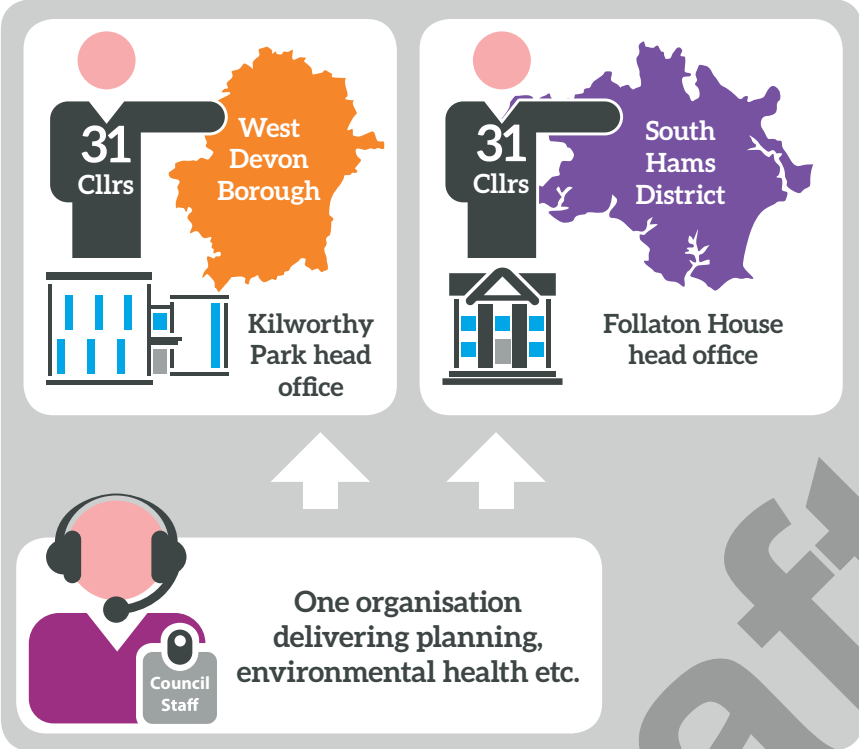 31
Cllrs
West
Devon
Borough
Kilworthy
Park head
office
31
Cllrs
South
Hams
District
Follaton House
head office
One organisation
delivering planning,
environmental health etc.
Council
Staff